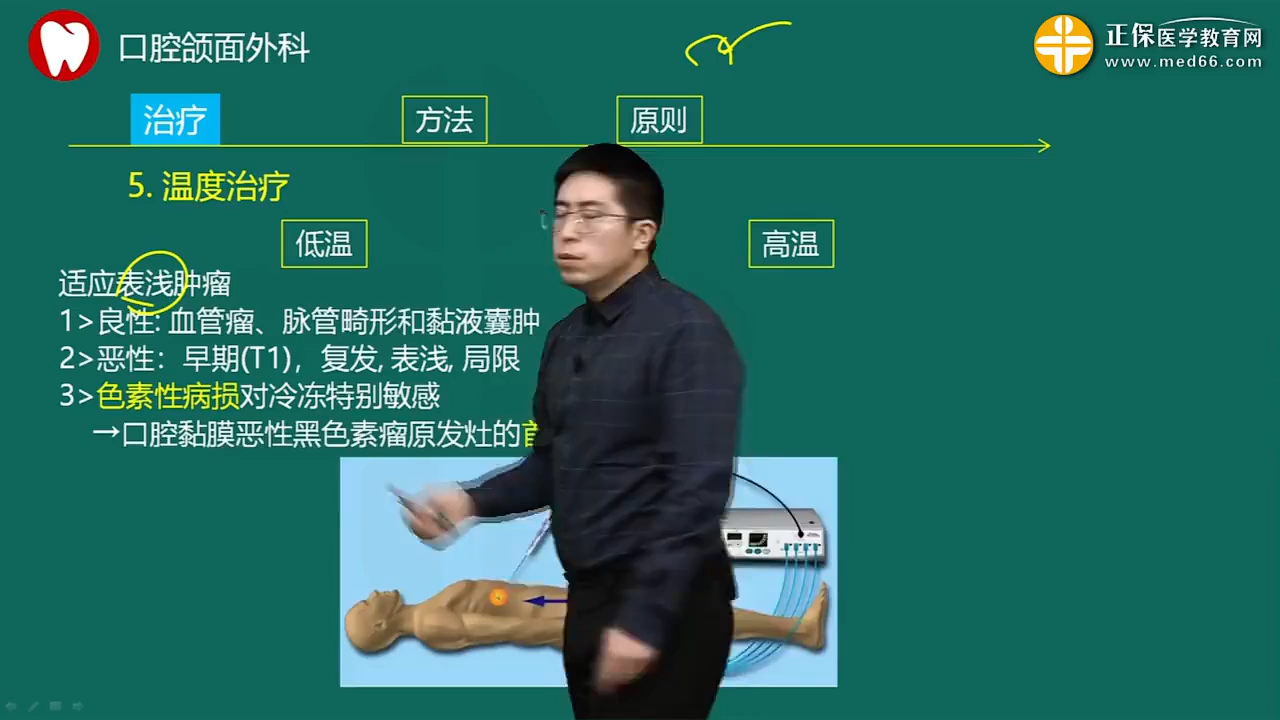 口腔颌面外科
正保医学教育网
www.med66.com
治疗
方法
原则
5. 温度治疗
低温
高温
适应表浅肿瘤
1>良性: 血管瘤、脉管畸形和黏液囊肿
2>恶性：早期(T1)，复发, 表浅, 局限
3>色素性病损对冷冻特别敏感
→口腔黏膜恶性黑色素瘤原发灶的